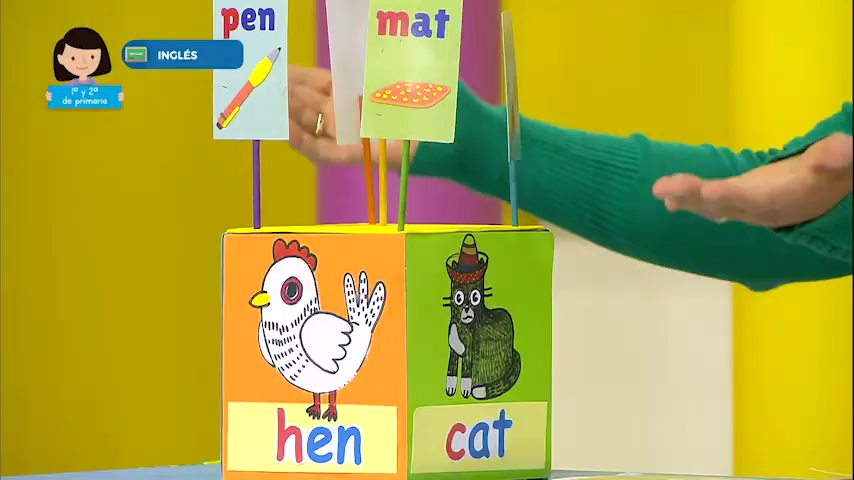 pen
mat
INGLÉS
1º y 2º
de primaria
hen
cat